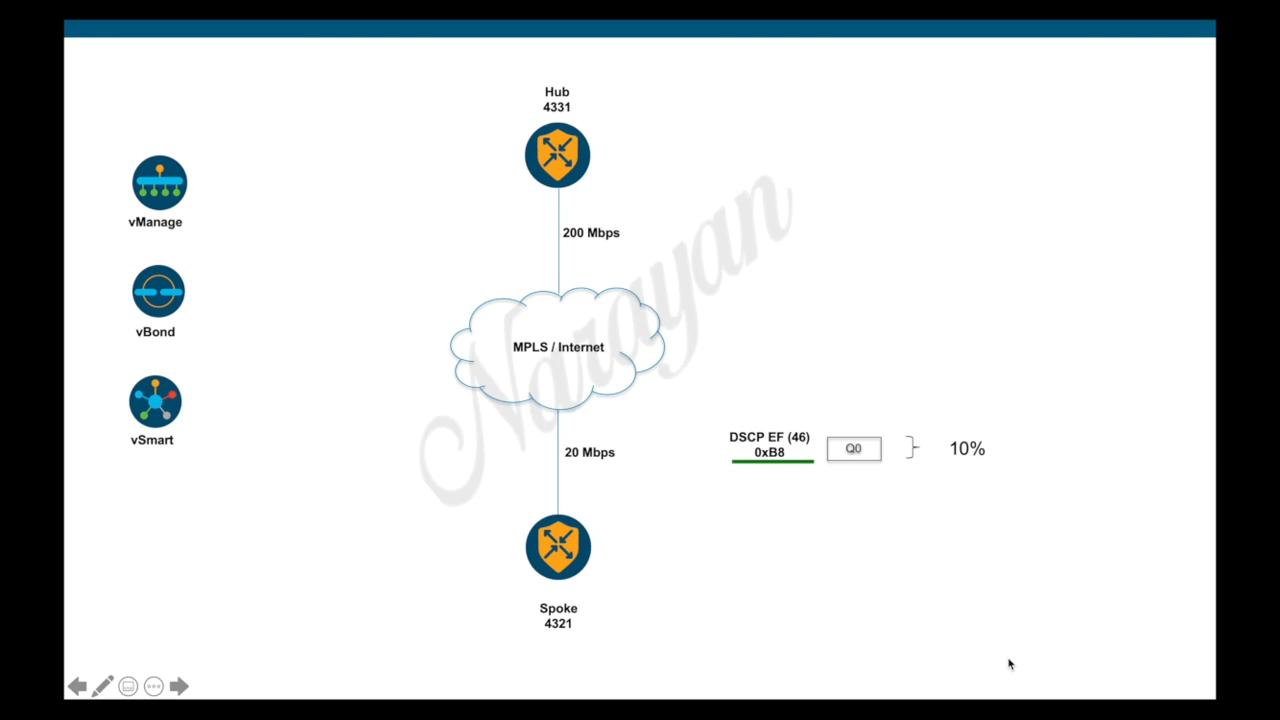 Hub
4331
vManage
200 Mbps
vBond
MPLS / Internet
vSmart
DSCP EF (46)
0xB8
Q0
10%
20 Mbps
Spoke
4321
Narayan